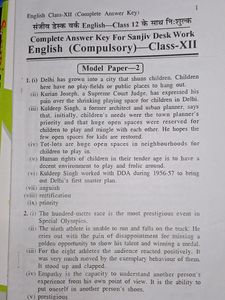 English Class-XII (Complete Answer Key) 1
संजीव डेस्क वर्क English—Class 12 के साथ निःशुल्क
Complete Answer Key For Sanjiv Desk Work
English (Compulsory)—Class-XII
Model Paper—2
1. (i) Delhi has grown into a city that shuns children. Children
here have no play-fields or public places to hang out.
(ii) Kurian Joseph, a Supreme Court Judge, has expressed his
pain over the shrinking playing space for children in Delhi.
(iii) Kuldeep Singh, a former architect and urban planner, says
that, initially, children's needs were the town planner's
priority and that huge open spaces were reserved for
children to play and mingle with each other. He hopes the
few open spaces for kids are restored.
(iv) Tot-lots are huge open spaces in neighbourhoods for
children to play.
(v) Human rights of children in their tender age is to have a
decent environment to play and frolic around.
(vi) Kuldeep Singh worked with DDA during 1956-57 to bring
out Delhi's first master plan.
(vii) anguish
(viii) rectification
(ix) priority
2. (i) The hundred-metre race is the most prestigious event in
Special Olympics.
(ii) The ninth athlete is unable to run and falls on the track. He
cries out with the pain of disappointment for missing a
golden opportunity to show his talent and winning a medal.
(iii) For the eight athletes the audience reacted positively. It
was very much moved by the exemplary behaviour of them.
It stood up and clapped.
(iv) Empathy is the capacity to understand another person's
experience from his own point of view. It is the ability to
put oneself in another person's shoes.
(v) prestigious